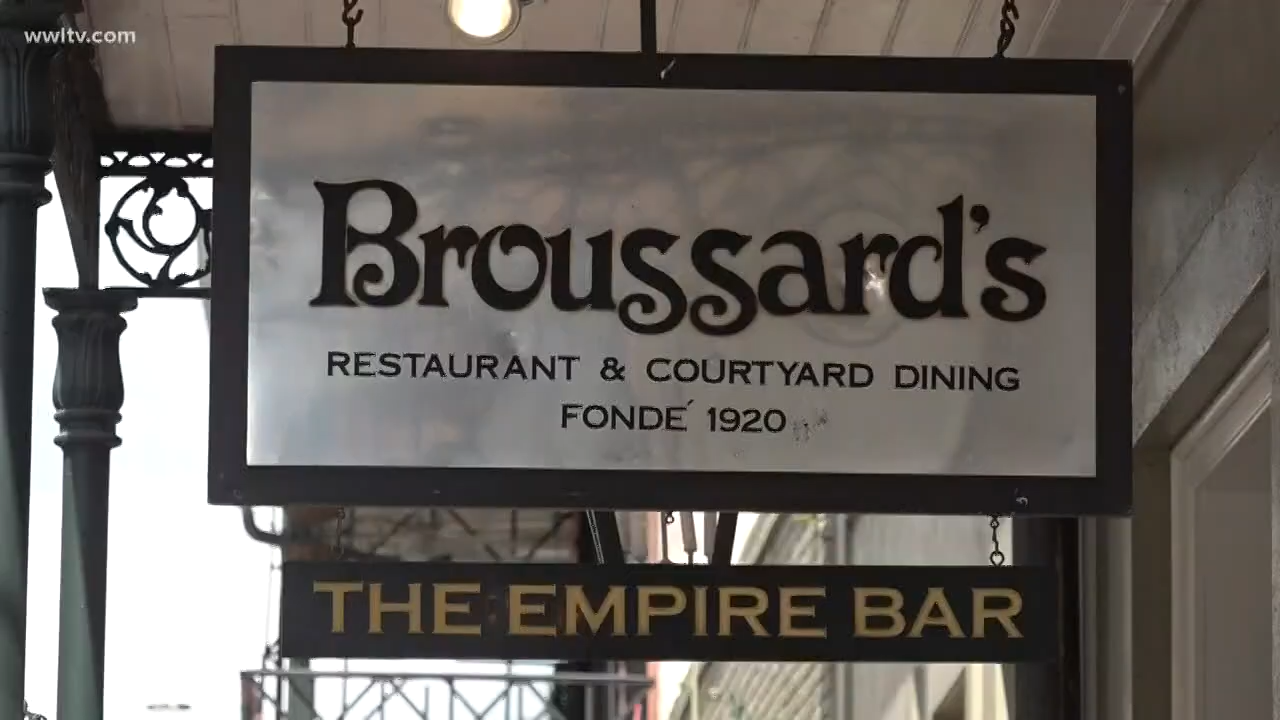 wwltv.com
Broussard's
RESTAURANT & COURTYARD DINING
FONDÉ 1920
THE EMPIRE BAR